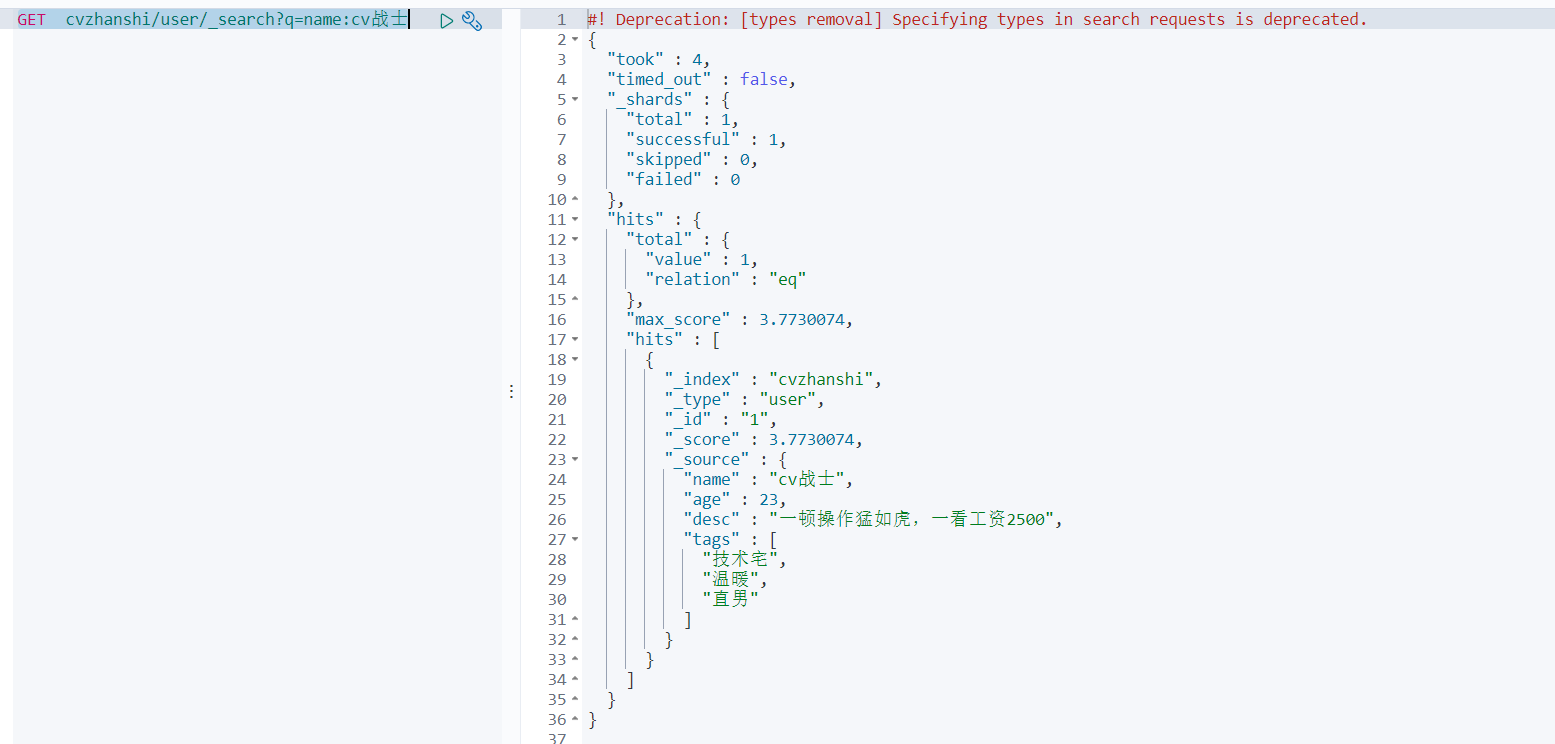 GET  cvzhanshi/user/_search?q=name:cv战士
1 #! Deprecation: [types removal] Specifying types in search requests is deprecated.
2 {
3   "took" : 4,
4   "timed_out" : false,
5   "_shards" : {
6     "total" : 1,
7     "successful" : 1,
8     "skipped" : 0,
9     "failed" : 0
10   },
11   "hits" : {
12     "total" : {
13       "value" : 1,
14       "relation" : "eq"
15     },
16     "max_score" : 3.7730074,
17     "hits" : [
18       {
19         "_index" : "cvzhanshi",
20         "_type" : "user",
21         "_id" : "1",
22         "_score" : 3.7730074,
23         "_source" : {
24           "name" : "cv战士",
25           "age" : 23,
26           "desc" : "一顿操作猛如虎，一看工资2500",
27           "tags" : [
28             "技术宅",
29             "温暖",
30             "直男"
31           ]
32         }
33       }
34     ]
35   }
36 }
37